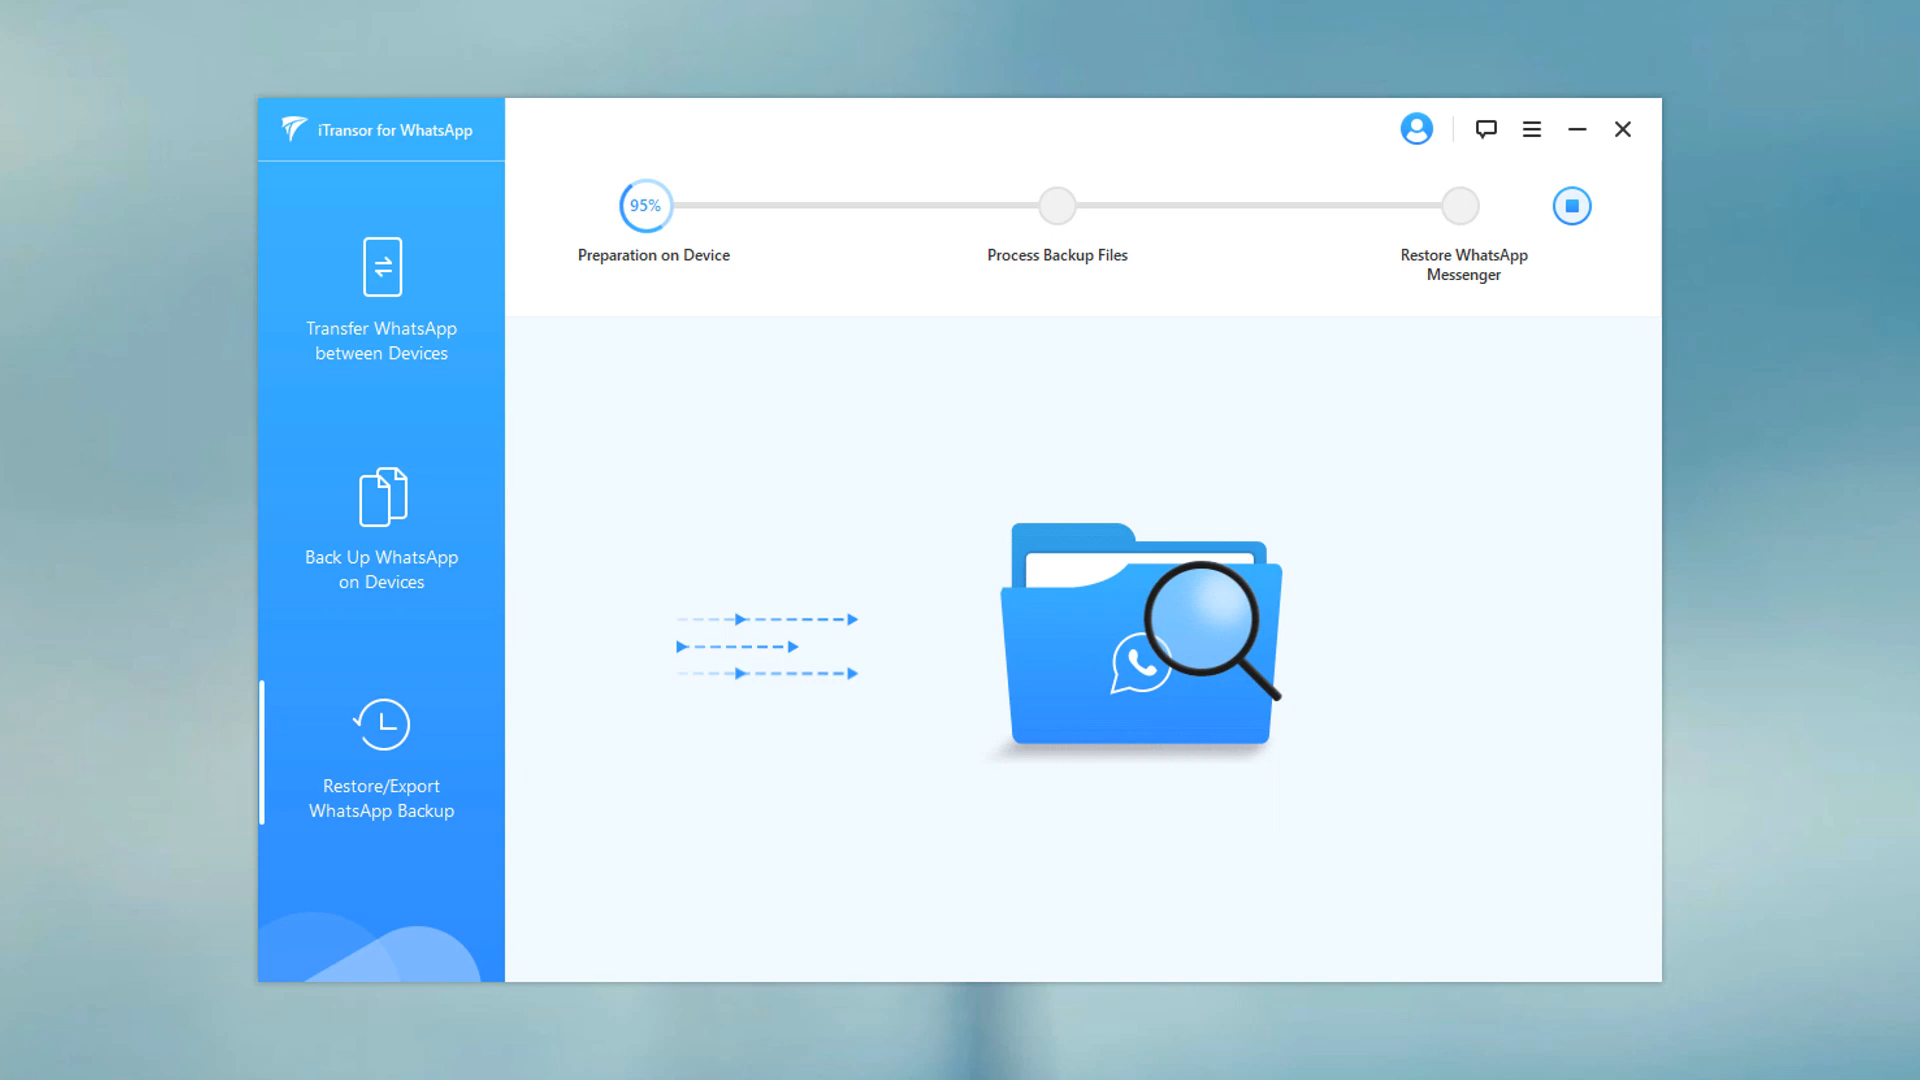 iTransor for WhatsApp
95%
Preparation on Device
Process Backup Files
Restore WhatsApp
Messenger
Transfer WhatsApp
between Devices
Back Up WhatsApp
on Devices
Restore/Export
WhatsApp Backup